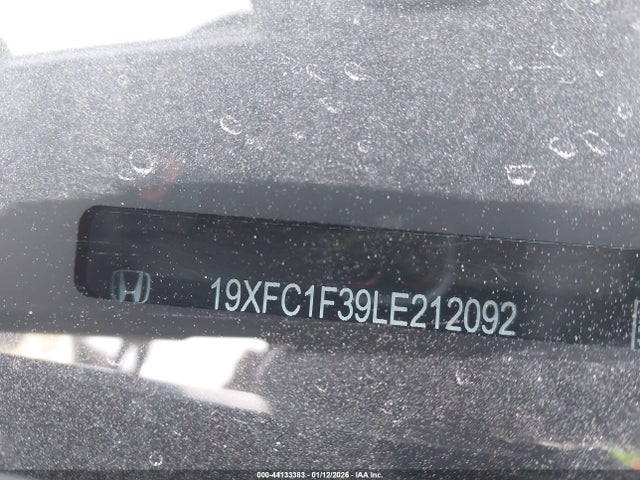 19XFC1F39LE212092
000-44133383 - 01/12/2026 - IAA Inc.